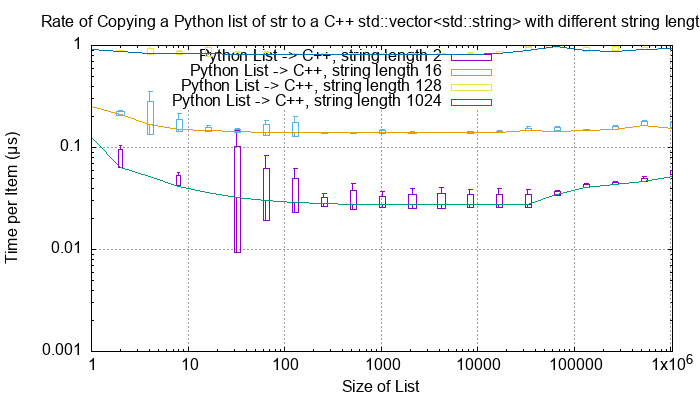 Rate of Copying a Python list of str to a C++ std::vector<std::string> with different string lengt
Python List -> C++, string length 2
Python List -> C++, string length 16
Python List -> C++, string length 128
Python List -> C++, string length 1024
1
0.1
0.01
0.001
Time per Item (µs)
1 10 100 1000 10000 100000 1x10⁶
Size of List